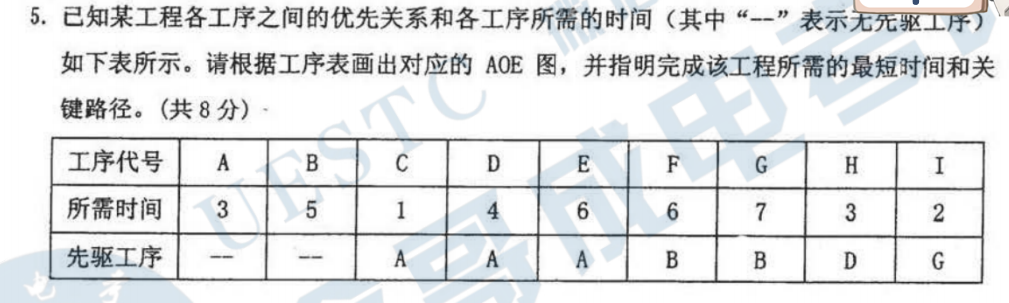 5. 已知某工程各工序之间的优先关系和各工序所需的时间（其中“--”表示无先驱工序）
如下表所示。请根据工序表画出对应的 AOE 图，并指明完成该工程所需的最短时间和关
键路径。(共 8 分)
工序代号 A B C D E F G H I
所需时间 3 5 1 4 6 6 7 3 2
先驱工序 -- -- A A A B B D G
UESTC